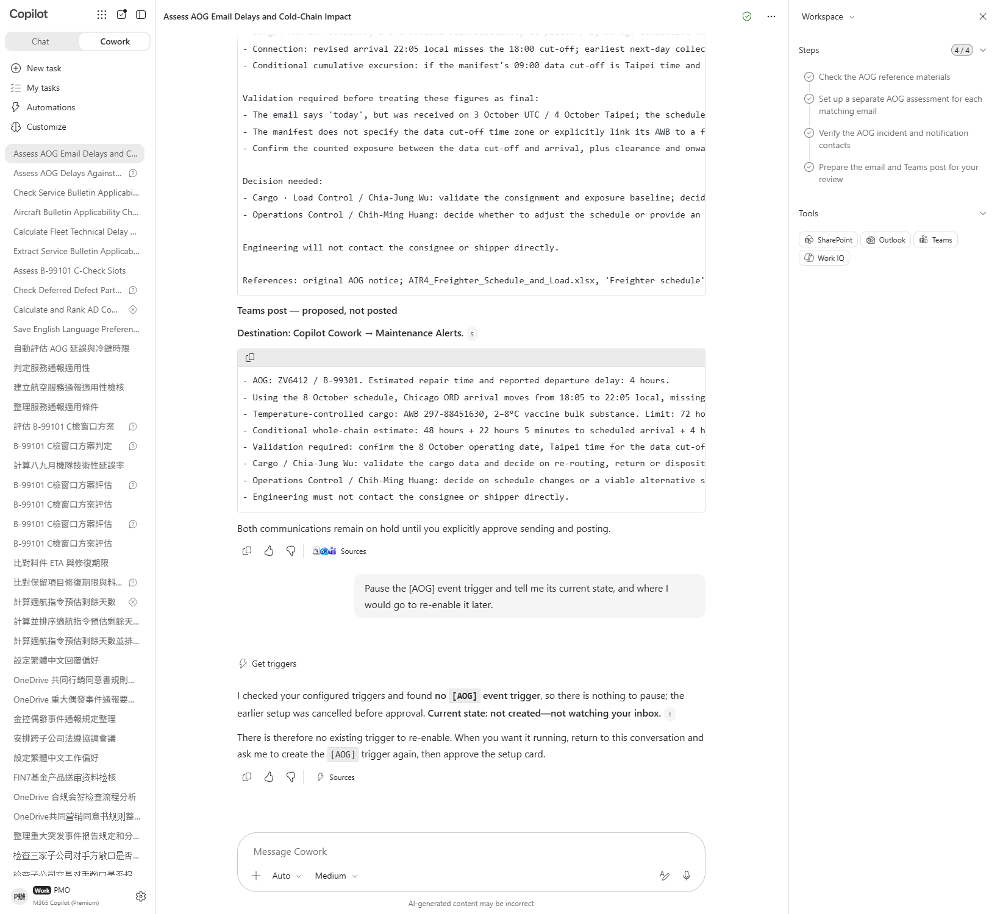 Copilot
Chat
Cowork
New task
My tasks
Automations
Customize
Assess AOG Email Delays and C...
Assess AOG Delays Against...
Check Service Bulletin Applicabi...
Aircraft Bulletin Applicability Ch...
Calculate Fleet Technical Delay ...
Extract Service Bulletin Applicab...
Assess B-99101 C-Check Slots
Check Deferred Defect Part...
Calculate and Rank AD Co...
Save English Language Preferen...
自動評估 AOG 延誤與冷鏈時限
判定服務通報適用性
建立航空服務通報適用性檢核
整理服務通報適用條件
評估 B-99101 C檢窗口方案
B-99101 C檢窗口方案判定
計算八九月機隊技術性延誤率
B-99101 C檢窗口方案評估
B-99101 C檢窗口方案評估
B-99101 C檢窗口方案評估
B-99101 C檢窗口方案評估
比對料件 ETA 與修復期限
比對保留項目修復期限與料...
計算適航指令預估剩餘天數
計算並排序適航指令預估剩餘天...
計算適航指令預估剩餘天數並排...
設定繁體中文回覆偏好
OneDrive 共同行銷同意書規則...
OneDrive 重大偶發事件通報要...
金控偶發事件通報規定整理
安排跨子公司法遵協調會議
設定繁體中文工作偏好
FIN7基金产品送审资料检核
OneDrive 合规会签检查流程分析
OneDrive共同营销同意书规则整...
整理重大突发事件报告规定和分...
检查三家子公司对手方敞口是否...
检查子公司交易对手敞口是否超
P辦
Work PMO
M365 Copilot (Premium)
Assess AOG Email Delays and Cold-Chain Impact
- Connection: revised arrival 22:05 local misses the 18:00 cut-off; earliest next-day collec
- Conditional cumulative excursion: if the manifest's 09:00 data cut-off is Taipei time and
Validation required before treating these figures as final:
- The email says 'today', but was received on 3 October UTC / 4 October Taipei; the schedule
- The manifest does not specify the data cut-off time zone or explicitly link its AWB to a f
- Confirm the counted exposure between the data cut-off and arrival, plus clearance and onwa
Decision needed:
- Cargo · Load Control / Chia-Jung Wu: validate the consignment and exposure baseline; decid
- Operations Control / Chih-Ming Huang: decide whether to adjust the schedule or provide an
Engineering will not contact the consignee or shipper directly.
References: original AOG notice; AIR4_Freighter_Schedule_and_Load.xlsx, 'Freighter schedule'
Teams post — proposed, not posted
Destination: Copilot Cowork → Maintenance Alerts. 5
- AOG: ZV6412 / B-99301. Estimated repair time and reported departure delay: 4 hours.
- Using the 8 October schedule, Chicago ORD arrival moves from 18:05 to 22:05 local, missing
- Temperature-controlled cargo: AWB 297-88451630, 2–8°C vaccine bulk substance. Limit: 72 ho
- Conditional whole-chain estimate: 48 hours + 22 hours 5 minutes to scheduled arrival + 4 h
- Validation required: confirm the 8 October operating date, Taipei time for the data cut-of
- Cargo / Chia-Jung Wu: validate the cargo data and decide on re-routing, return or disposit
- Operations Control / Chih-Ming Huang: decide on schedule changes or a viable alternative s
- Engineering must not contact the consignee or shipper directly.
Both communications remain on hold until you explicitly approve sending and posting.
Sources
Pause the [AOG] event trigger and tell me its current state, and where I
would go to re-enable it later.
Get triggers
I checked your configured triggers and found no [AOG] event trigger, so there is nothing to pause; the
earlier setup was cancelled before approval. Current state: not created—not watching your inbox. 1
There is therefore no existing trigger to re-enable. When you want it running, return to this conversation and
ask me to create the [AOG] trigger again, then approve the setup card.
Sources
Message Cowork
Auto
Medium
AI-generated content may be incorrect
Workspace
Steps
4 / 4
Check the AOG reference materials
Set up a separate AOG assessment for each
matching email
Verify the AOG incident and notification
contacts
Prepare the email and Teams post for your
review
Tools
SharePoint
Outlook
Teams
Work IQ